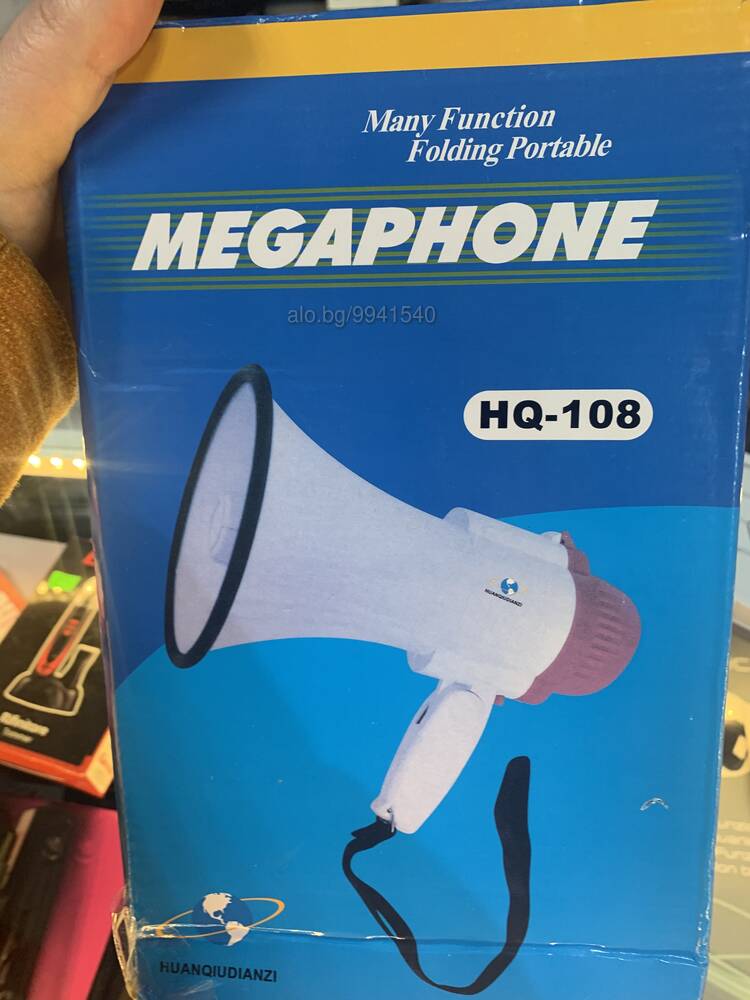 Many Function
Folding Portable
MEGAPHONE
alo.bg/9941540
HQ-108
HUANQIUDIANZI
HUANQIUDIANZI